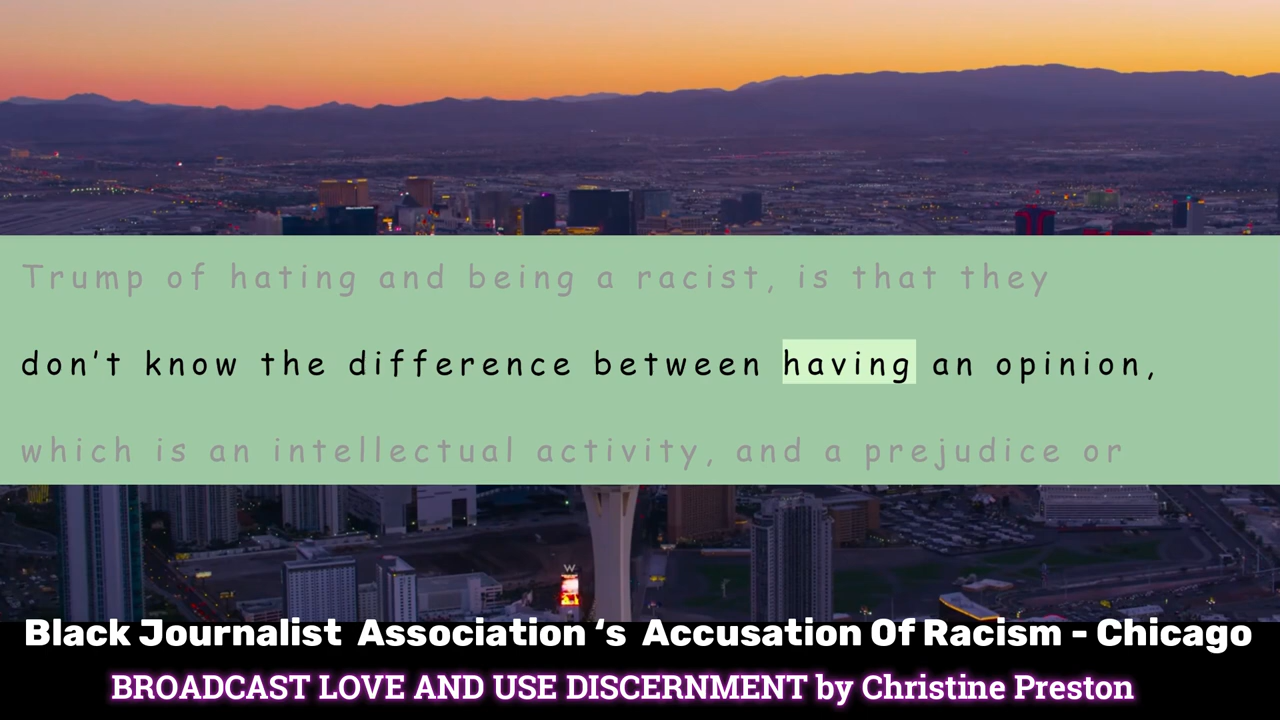 Trump of hating and being a racist, is that they
don't know the difference between having an opinion,
which is an intellectual activity, and a prejudice or
W
Black Journalist Association ‘s Accusation Of Racism - Chicago
BROADCAST LOVE AND USE DISCERNMENT by Christine Preston